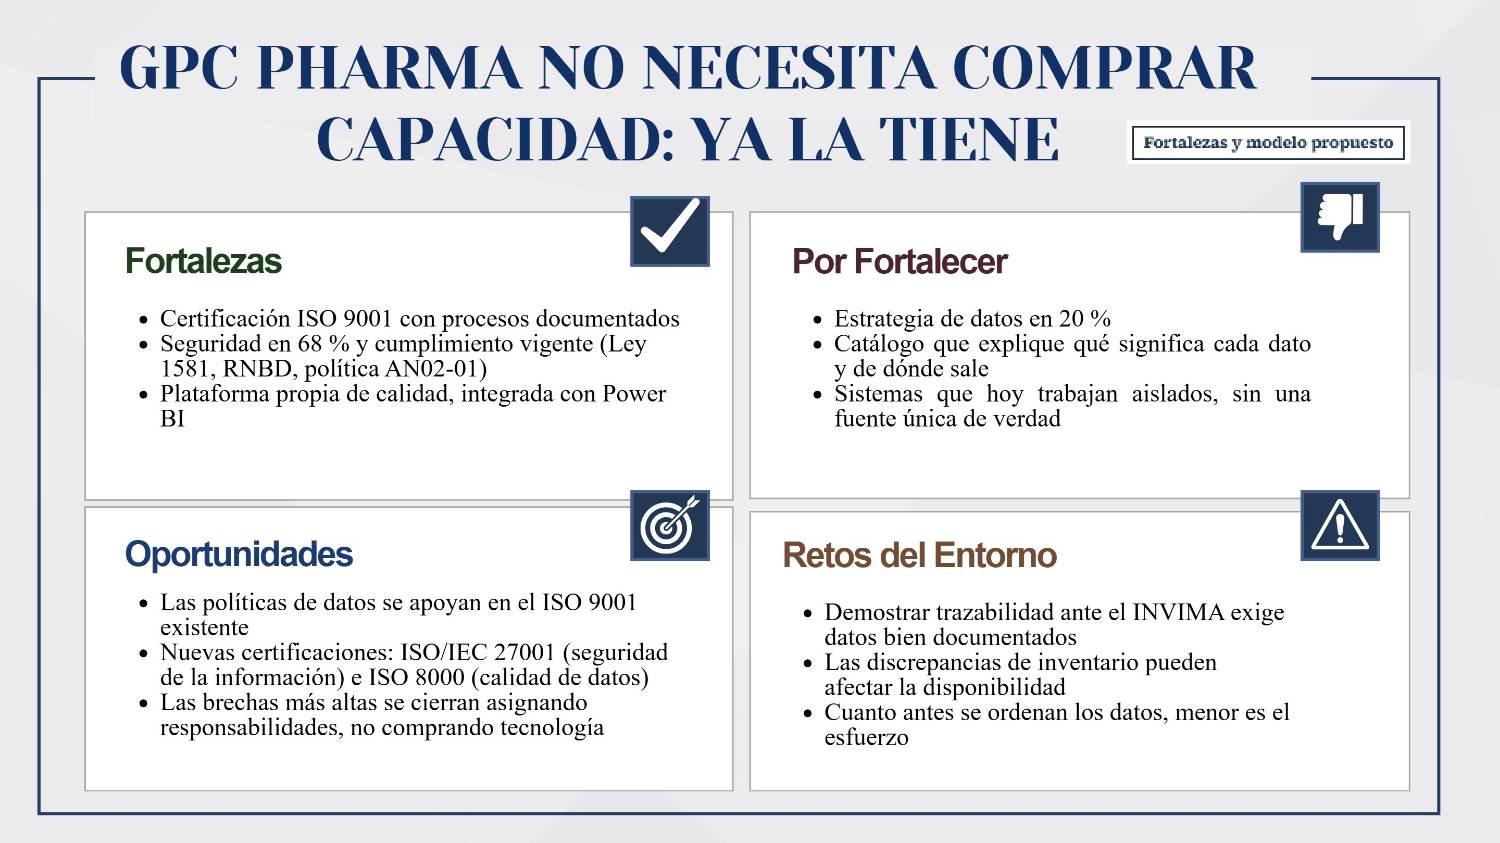 GPC PHARMA NO NECESITA COMPRAR
CAPACIDAD: YA LA TIENE
Fortalezas y modelo propuesto
Fortalezas
• Certificación ISO 9001 con procesos documentados
• Seguridad en 68 % y cumplimiento vigente (Ley
1581, RNBD, política AN02-01)
• Plataforma propia de calidad, integrada con Power
BI
Por Fortalecer
• Estrategia de datos en 20 %
• Catálogo que explique qué significa cada dato
y de dónde sale
• Sistemas que hoy trabajan aislados, sin una
fuente única de verdad
Oportunidades
• Las políticas de datos se apoyan en el ISO 9001
existente
• Nuevas certificaciones: ISO/IEC 27001 (seguridad
de la información) e ISO 8000 (calidad de datos)
• Las brechas más altas se cierran asignando
responsabilidades, no comprando tecnología
Retos del Entorno
• Demostrar trazabilidad ante el INVIMA exige
datos bien documentados
• Las discrepancias de inventario pueden
afectar la disponibilidad
• Cuanto antes se ordenan los datos, menor es el
esfuerzo